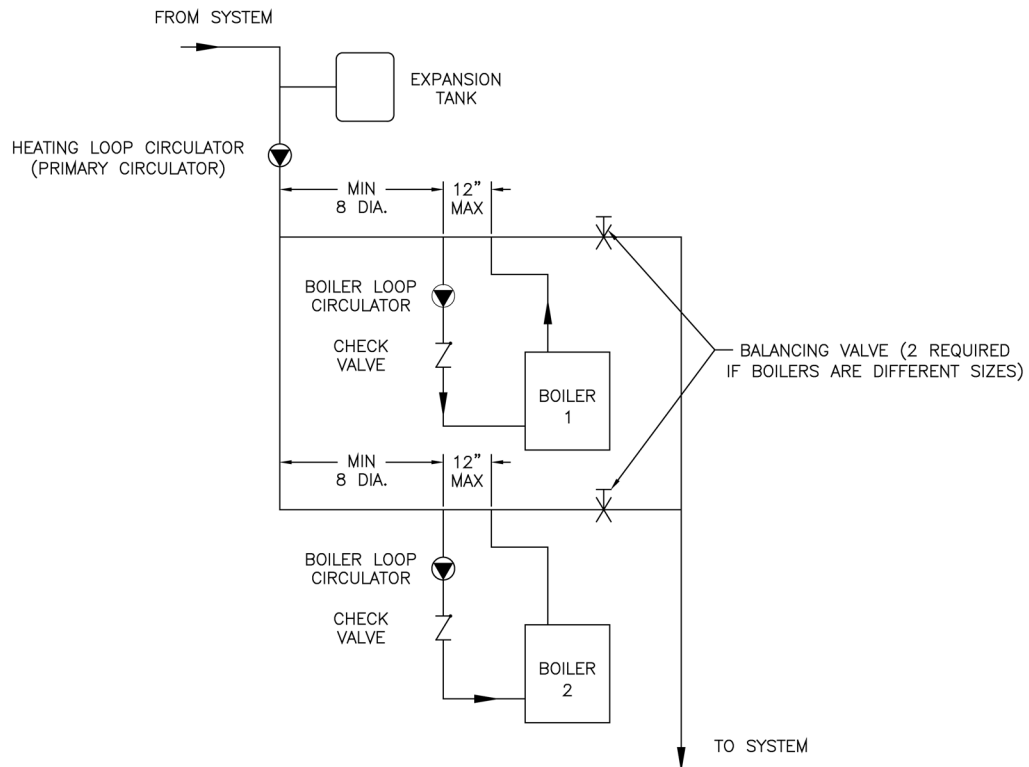 FROM SYSTEM
EXPANSION
TANK
HEATING LOOP CIRCULATOR
(PRIMARY CIRCULATOR)
MIN
8 DIA.
12”
MAX
BOILER LOOP
CIRCULATOR
CHECK
VALVE
BOILER
1
BALANCING VALVE (2 REQUIRED
IF BOILERS ARE DIFFERENT SIZES)
MIN
8 DIA.
12”
MAX
BOILER LOOP
CIRCULATOR
CHECK
VALVE
BOILER
2
TO SYSTEM